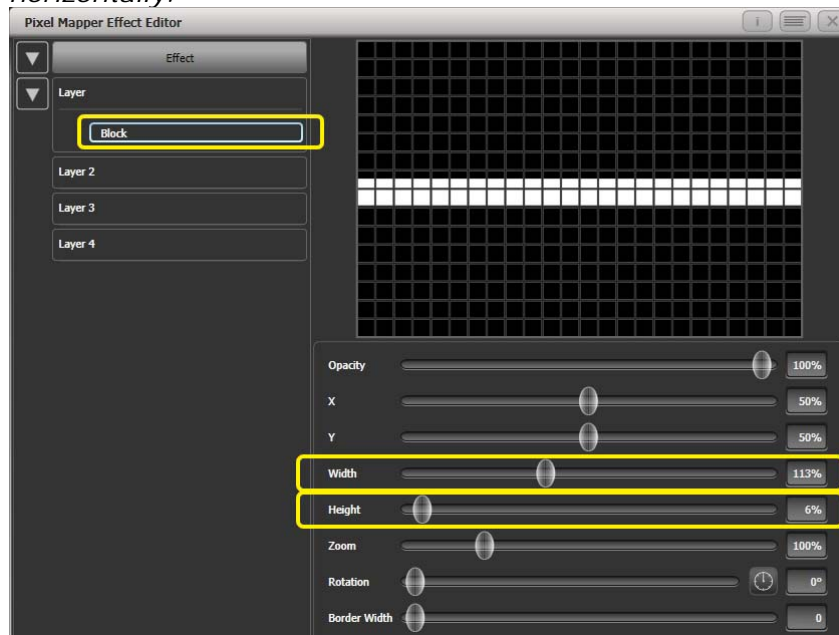 horizontally.
Pixel Mapper Effect Editor
i
Effect
Layer
Block
Layer 2
Layer 3
Layer 4
Opacity 100%
X 50%
Y 50%
Width 113%
Height 6%
Zoom 100%
Rotation 0°
Border Width 0